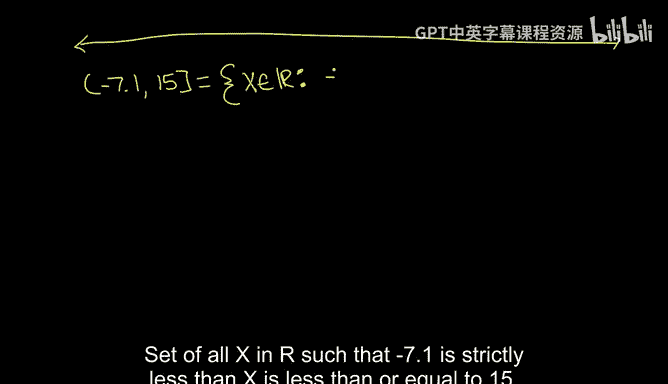 GPT中英字幕课程资源 bilibili
(-7.1, 15] = {X∈ℝ: -
Set of all X in R such that -7.1 is strictly
less than X is less than or equal to 15